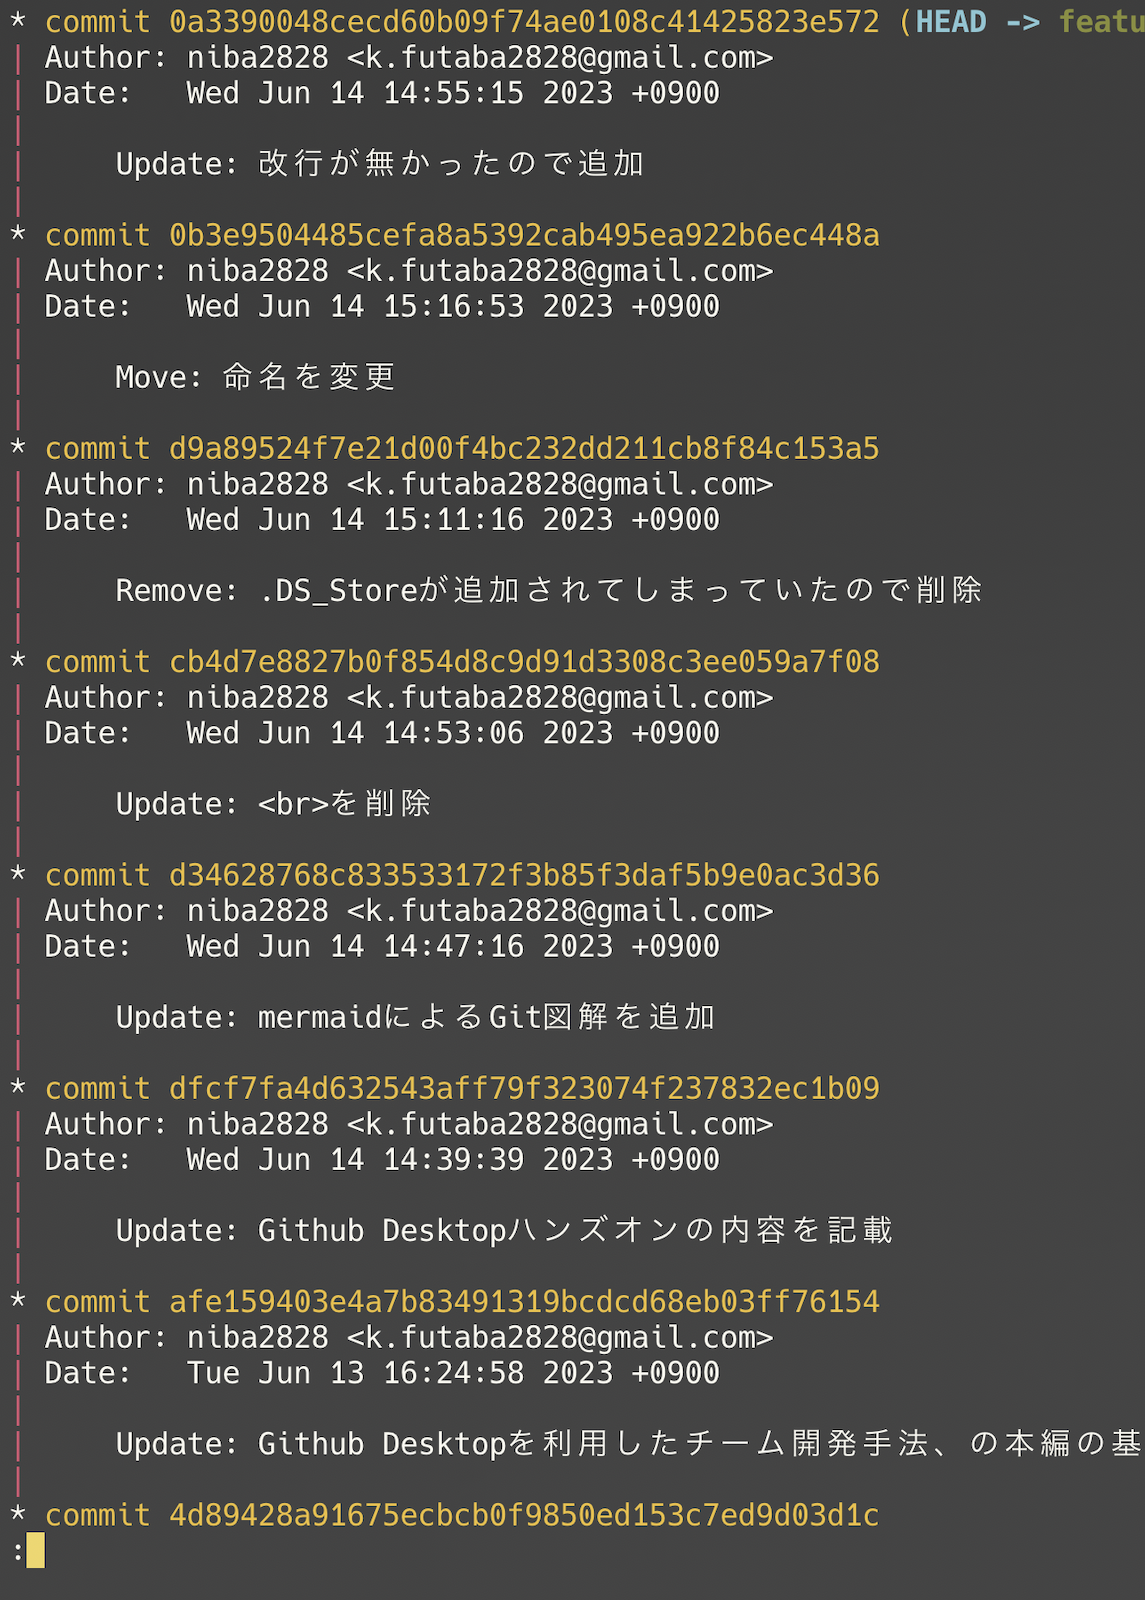 * commit 0a3390048cecd60b09f74ae0108c41425823e572 (HEAD -> featu
| Author: niba2828 <k.futaba2828@gmail.com>
| Date:   Wed Jun 14 14:55:15 2023 +0900
|
|     Update: 改行が無かったので追加
|
* commit 0b3e9504485cefa8a5392cab495ea922b6ec448a
| Author: niba2828 <k.futaba2828@gmail.com>
| Date:   Wed Jun 14 15:16:53 2023 +0900
|
|     Move: 命名を変更
|
* commit d9a89524f7e21d00f4bc232dd211cb8f84c153a5
| Author: niba2828 <k.futaba2828@gmail.com>
| Date:   Wed Jun 14 15:11:16 2023 +0900
|
|     Remove: .DS_Storeが追加されてしまっていたので削除
|
* commit cb4d7e8827b0f854d8c9d91d3308c3ee059a7f08
| Author: niba2828 <k.futaba2828@gmail.com>
| Date:   Wed Jun 14 14:53:06 2023 +0900
|
|     Update: <br>を削除
|
* commit d34628768c833533172f3b85f3daf5b9e0ac3d36
| Author: niba2828 <k.futaba2828@gmail.com>
| Date:   Wed Jun 14 14:47:16 2023 +0900
|
|     Update: mermaidによるGit図解を追加
|
* commit dfcf7fa4d632543aff79f323074f237832ec1b09
| Author: niba2828 <k.futaba2828@gmail.com>
| Date:   Wed Jun 14 14:39:39 2023 +0900
|
|     Update: Github Desktopハンズオンの内容を記載
|
* commit afe159403e4a7b83491319bcdcd68eb03ff76154
| Author: niba2828 <k.futaba2828@gmail.com>
| Date:   Tue Jun 13 16:24:58 2023 +0900
|
|     Update: Github Desktopを利用したチーム開発手法、の本編の基
|
* commit 4d89428a91675ecbcb0f9850ed153c7ed9d03d1c
: